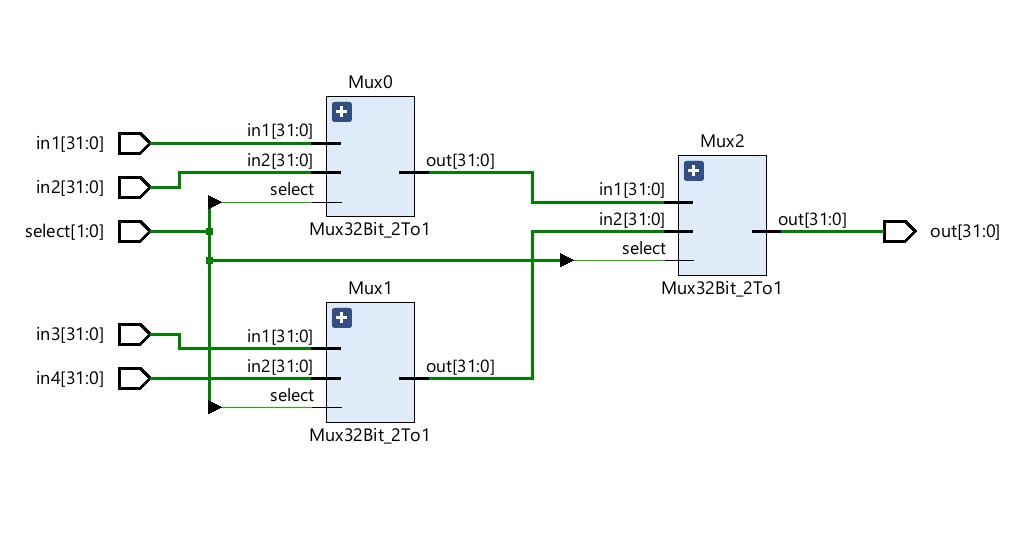 Mux0
in1[31:0]
in1[31:0]
in2[31:0]
in2[31:0]
select
out[31:0]
Mux32Bit_2To1
select[1:0]
Mux2
in1[31:0]
in2[31:0]
select
out[31:0]
out[31:0]
Mux32Bit_2To1
Mux1
in3[31:0]
in1[31:0]
in4[31:0]
in2[31:0]
select
out[31:0]
Mux32Bit_2To1